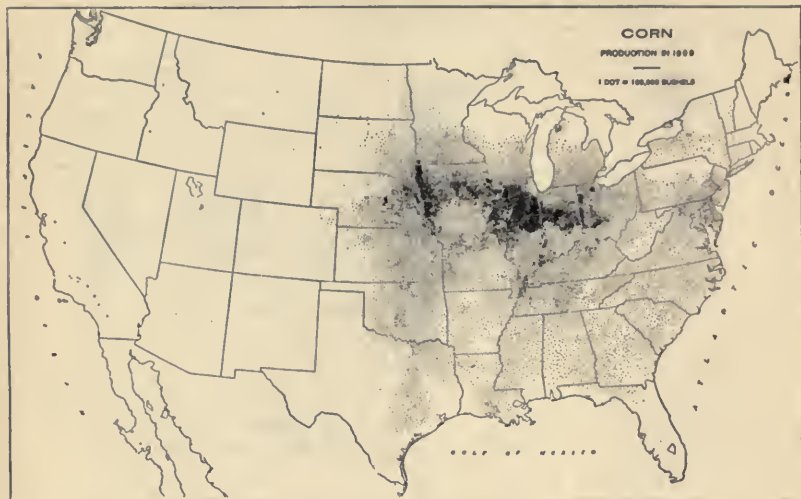 CORN
PRODUCTION IN 1909
1 DOT = 100,000 BUSHELS
GULF OF MEXICO